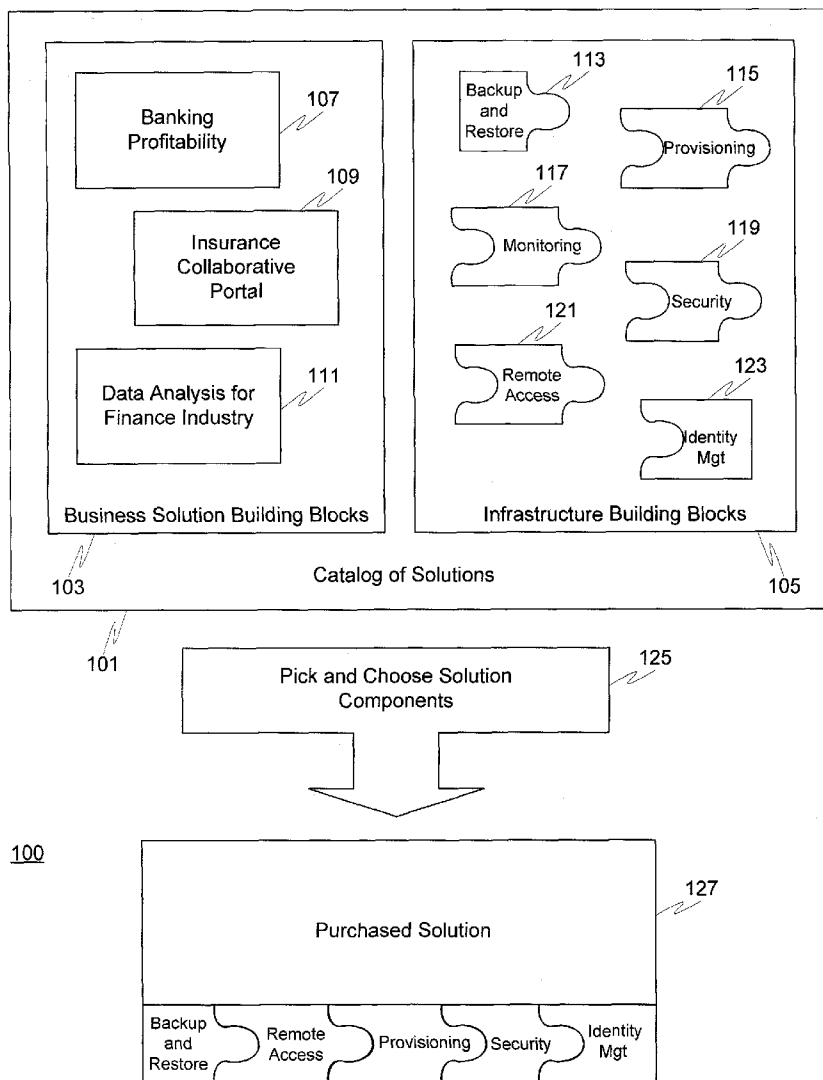 Banking
Profitability
107
109
Insurance
Collaborative
Portal
Data Analysis for
Finance Industry
111
Business Solution Building Blocks
103
113
Backup
and
Restore
115
Provisioning
117
Monitoring
119
Security
121
Remote
Access
123
Identity
Mgt
Infrastructure Building Blocks
105
Catalog of Solutions
101
Pick and Choose Solution
Components
125
100
127
Purchased Solution
Backup
and
Restore
Remote
Access
Provisioning
Security
Identity
Mgt